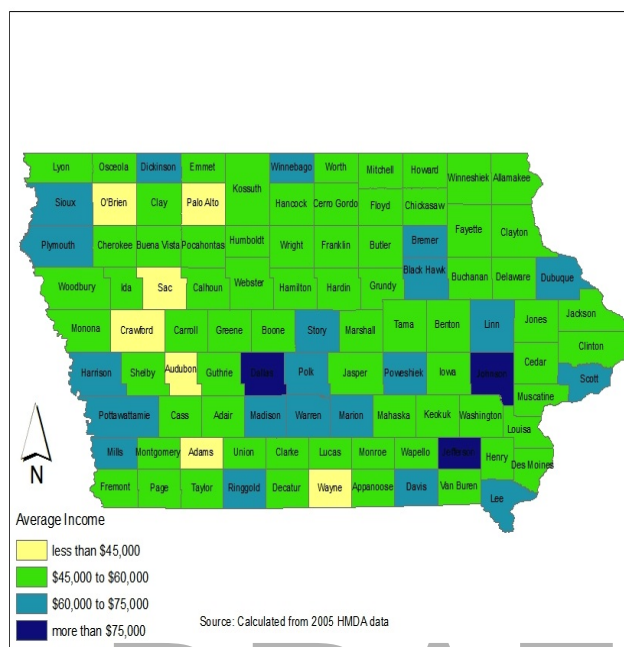 Lyon Osceola Dickinson Emmet Winnebago Worth Mitchell Howard Winneshiek Allamakee
Kossuth
Sioux O'Brien Clay Palo Alto Hancock Cerro Gordo Floyd Chickasaw
Fayette Clayton
Plymouth Cherokee Buena Vista Pocahontas Humboldt Wright Franklin Butler Bremer
Black Hawk
Woodbury Ida Sac Calhoun Webster Hamilton Hardin Grundy Buchanan Delaware Dubuque
Monona Crawford Carroll Greene Boone Story Marshall Tama Benton Linn Jones Jackson
Clinton
Harrison Shelby Audubon Guthrie Dallas Polk Jasper Poweshiek Iowa Johnson Cedar Scott
Muscatine
Pottawattamie Cass Adair Madison Warren Marion Mahaska Keokuk Washington
Louisa
Mills Montgomery Adams Union Clarke Lucas Monroe Wapello Jefferson Henry Des Moines
Fremont Page Taylor Ringgold Decatur Wayne Appanoose Davis Van Buren Lee
N
Average Income
less than $45,000
$45,000 to $60,000
$60,000 to $75,000
more than $75,000
Source: Calculated from 2005 HMDA data